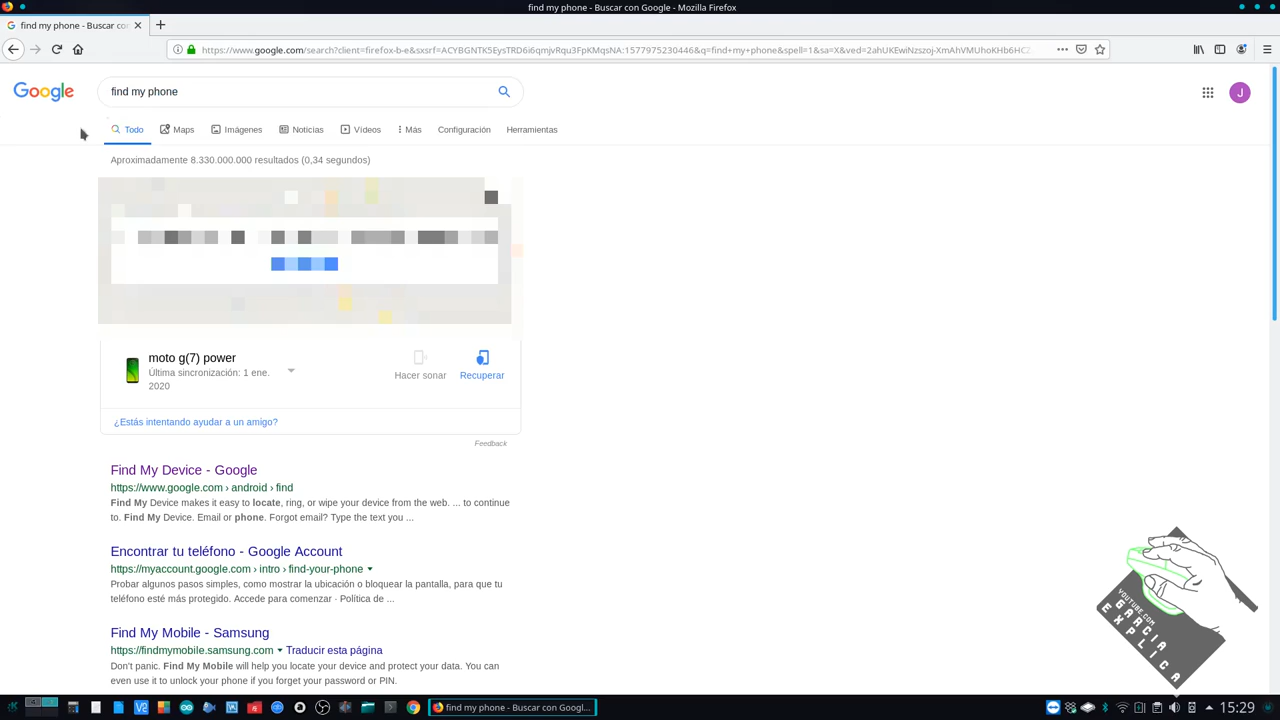 find my phone - Buscar con Google - Mozilla Firefox
find my phone - Buscar con
https://www.google.com/search?client=firefox-b-e&sxsrf=ACYBGNTK5EysTRD6i6qmjvRqu3FpKMqsNA:1577975230446&q=find+my+phone&spell=1&sa=X&ved=2ahUKEwiNzszoj-XmAhVMUhoKHb6HCZ
Google
find my phone
J
Todo
Maps
Imágenes
Noticias
Vídeos
Más
Configuración
Herramientas
Aproximadamente 8.330.000.000 resultados (0,34 segundos)
moto g(7) power
Última sincronización: 1 ene.
2020
Hacer sonar
Recuperar
¿Estás intentando ayudar a un amigo?
Feedback
Find My Device - Google
https://www.google.com › android › find
Find My Device makes it easy to locate, ring, or wipe your device from the web. ... to continue
to. Find My Device. Email or phone. Forgot email? Type the text you ...
Encontrar tu teléfono - Google Account
https://myaccount.google.com › intro › find-your-phone
Probar algunos pasos simples, como mostrar la ubicación o bloquear la pantalla, para que tu
teléfono esté más protegido. Accede para comenzar · Política de ...
Find My Mobile - Samsung
https://findmymobile.samsung.com Traducir esta página
Don't panic. Find My Mobile will help you locate your device and protect your data. You can
even use it to unlock your phone if you forget your password or PIN.
YOUTUBE.COM
GARCIA
EXPLICA
find my phone - Buscar con Googl...
15:29